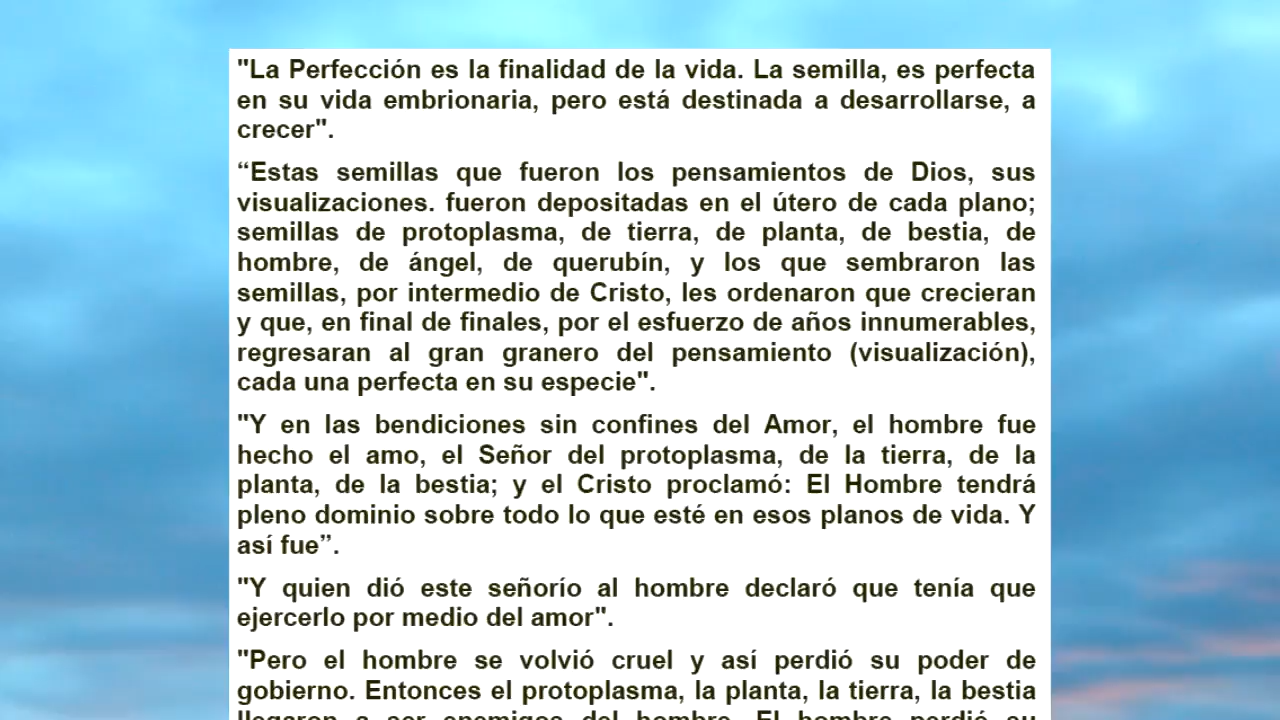 "La Perfección es la finalidad de la vida. La semilla, es perfecta
en su vida embrionaria, pero está destinada a desarrollarse, a
crecer".
“Estas semillas que fueron los pensamientos de Dios, sus
visualizaciones. fueron depositadas en el útero de cada plano;
semillas de protoplasma, de tierra, de planta, de bestia, de
hombre, de ángel, de querubín, y los que sembraron las
semillas, por intermedio de Cristo, les ordenaron que crecieran
y que, en final de finales, por el esfuerzo de años innumerables,
regresaran al gran granero del pensamiento (visualización),
cada una perfecta en su especie".
"Y en las bendiciones sin confines del Amor, el hombre fue
hecho el amo, el Señor del protoplasma, de la tierra, de la
planta, de la bestia; y el Cristo proclamó: El Hombre tendrá
pleno dominio sobre todo lo que esté en esos planos de vida. Y
así fue”.
"Y quien dió este señorío al hombre declaró que tenía que
ejercerlo por medio del amor".
"Pero el hombre se volvió cruel y así perdió su poder de
gobierno. Entonces el protoplasma, la planta, la tierra, la bestia
llegaron a ser enemigos del hombre. El hombre perdió su